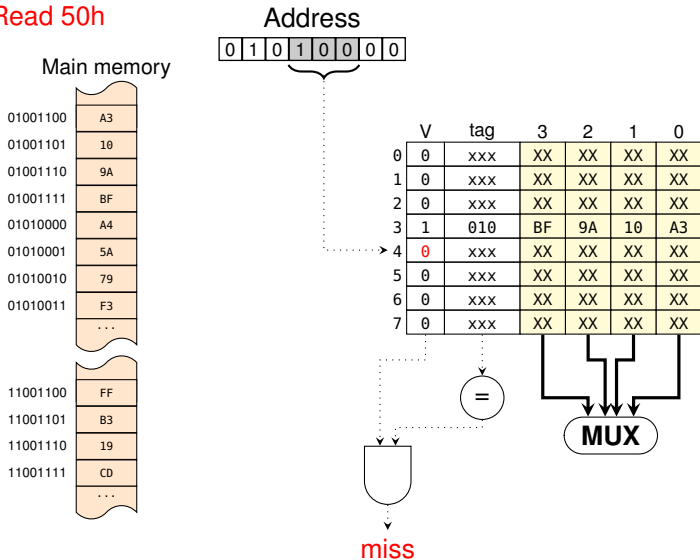 Read 50h
Address
0 1 0 1 0 0 0 0
Main memory
01001100 A3
01001101 10
01001110 9A
01001111 BF
01010000 A4
01010001 5A
01010010 79
01010011 F3
...
11001100 FF
11001101 B3
11001110 19
11001111 CD
...
V tag 3 2 1 0
0 0 xxx XX XX XX XX
1 0 xxx XX XX XX XX
2 0 xxx XX XX XX XX
3 1 010 BF 9A 10 A3
4 0 xxx XX XX XX XX
5 0 xxx XX XX XX XX
6 0 xxx XX XX XX XX
7 0 xxx XX XX XX XX
=
MUX
miss